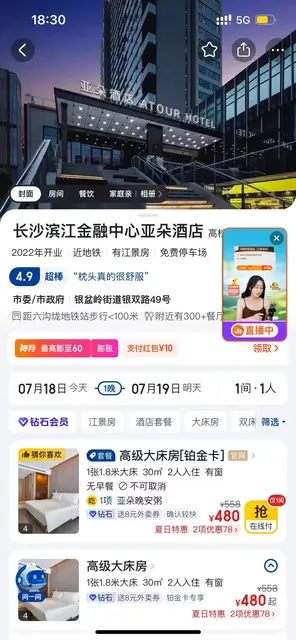 18:30
5G
52
亚朵酒店 ATOUR HOTEL
封面
房间
餐饮
家庭亲
相册
长沙滨江金融中心亚朵酒店
2022年开业 近地铁 有江景房 免费停车场
4.9 超棒 “枕头真的很舒服”
市委/市政府 银盆岭街道银双路49号
距六沟垅地铁站步行<100米 附近有300+餐厅
直播中
神券 最高膨至60 膨胀 支付红包¥10 领取
07月18日 今天 1晚 07月19日 明天 1间·1人
钻石会员 江景房 酒店套餐 大床房 双床 筛选
猜你喜欢
套餐 高级大床房[铂金卡] 官网
1张1.8米大床 30㎡ 2人入住 有窗
无早餐 不可取消
吃 1项 亚朵晚安粥
钻石 送8元外卖券 确认较快
¥558
¥480
夏日特惠 2项优惠78
仅1间
抢
在线付
4
高级大床房
1张1.8米大床 30㎡ 2人入住 有窗
钻石 送8元外卖券 铂金卡专享
¥558
¥480起
夏日特惠 2项优惠78
问一问
4